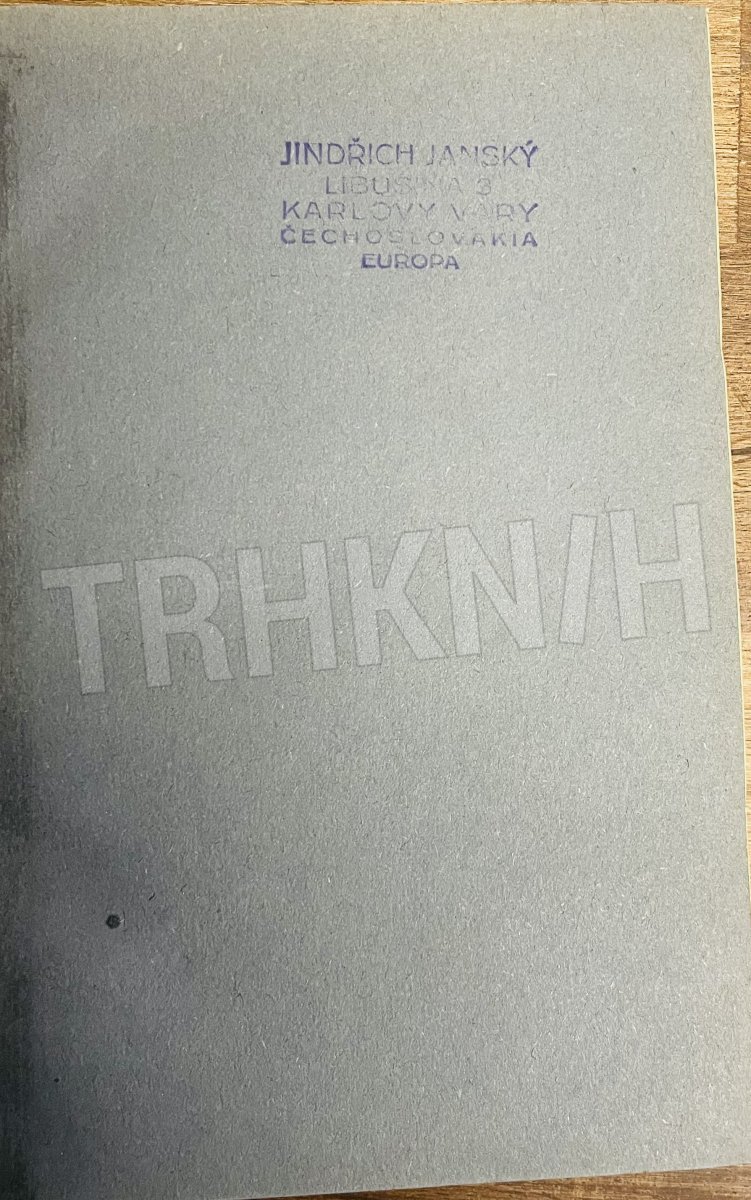 JINDŘICH JANSKÝ
LIBUŠINA 3
KARLOVY VARY
ČECHOSLOVAKIA
EUROPA
TRHKN/H